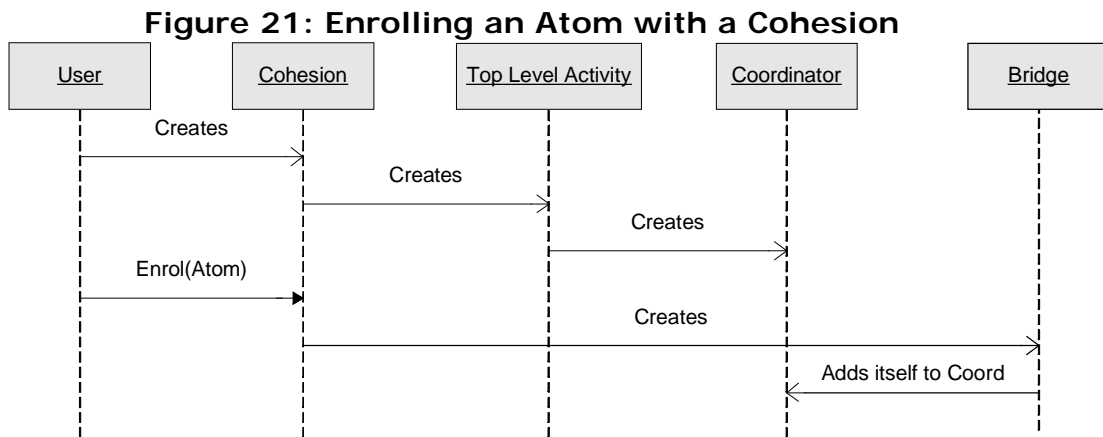 Figure 21: Enrolling an Atom with a Cohesion
User
Cohesion
Top Level Activity
Coordinator
Bridge
Creates
Creates
Creates
Enrol(Atom)
Creates
Adds itself to Coord